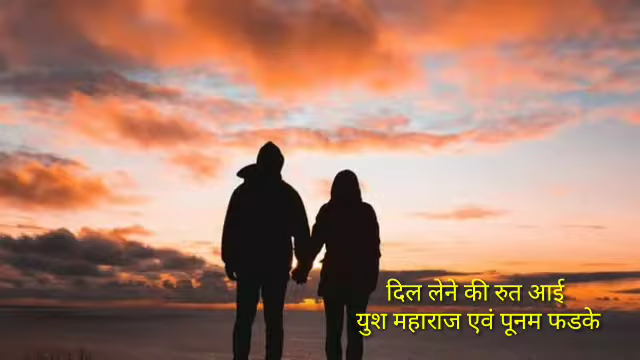 दिल लेने की रुत आई
युश महाराज एवं पूनम फडके